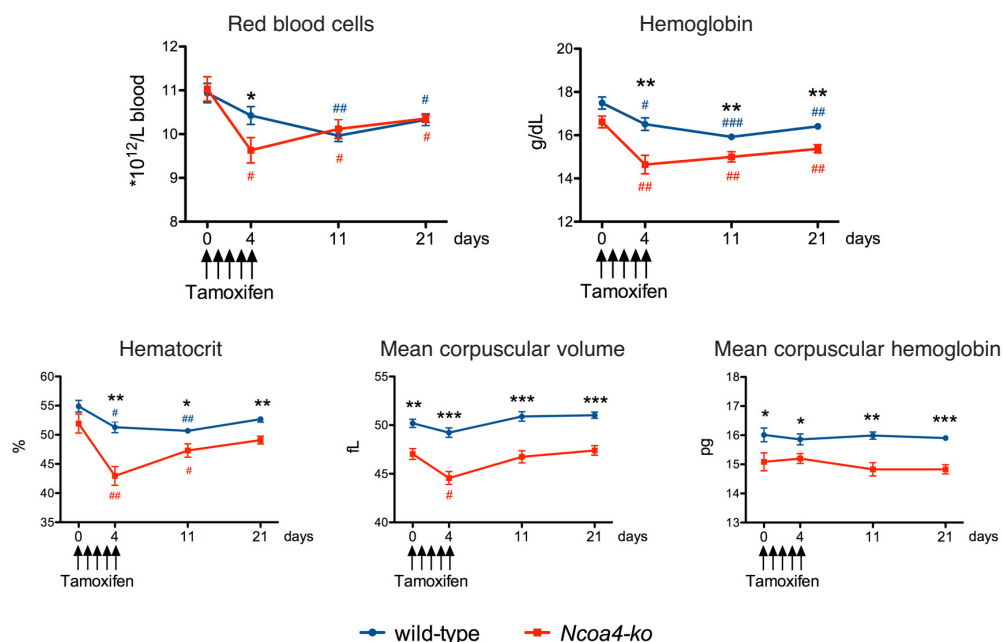 Red blood cells
*10^12/L blood
12
11
10
9
8
*
##
#
#
#
#
0 4 11 21 days
Tamoxifen
Hemoglobin
g/dL
20
18
16
14
12
** ** **
# ### ##
## ## ##
0 4 11 21 days
Tamoxifen
Hematocrit
%
60
55
50
45
40
35
** * **
# ##
## #
0 4 11 21 days
Tamoxifen
Mean corpuscular volume
fL
55
50
45
40
** *** *** ***
#
0 4 11 21 days
Tamoxifen
Mean corpuscular hemoglobin
pg
18
17
16
15
14
13
* * ** ***
0 4 11 21 days
Tamoxifen
wild-type Ncoa4-ko